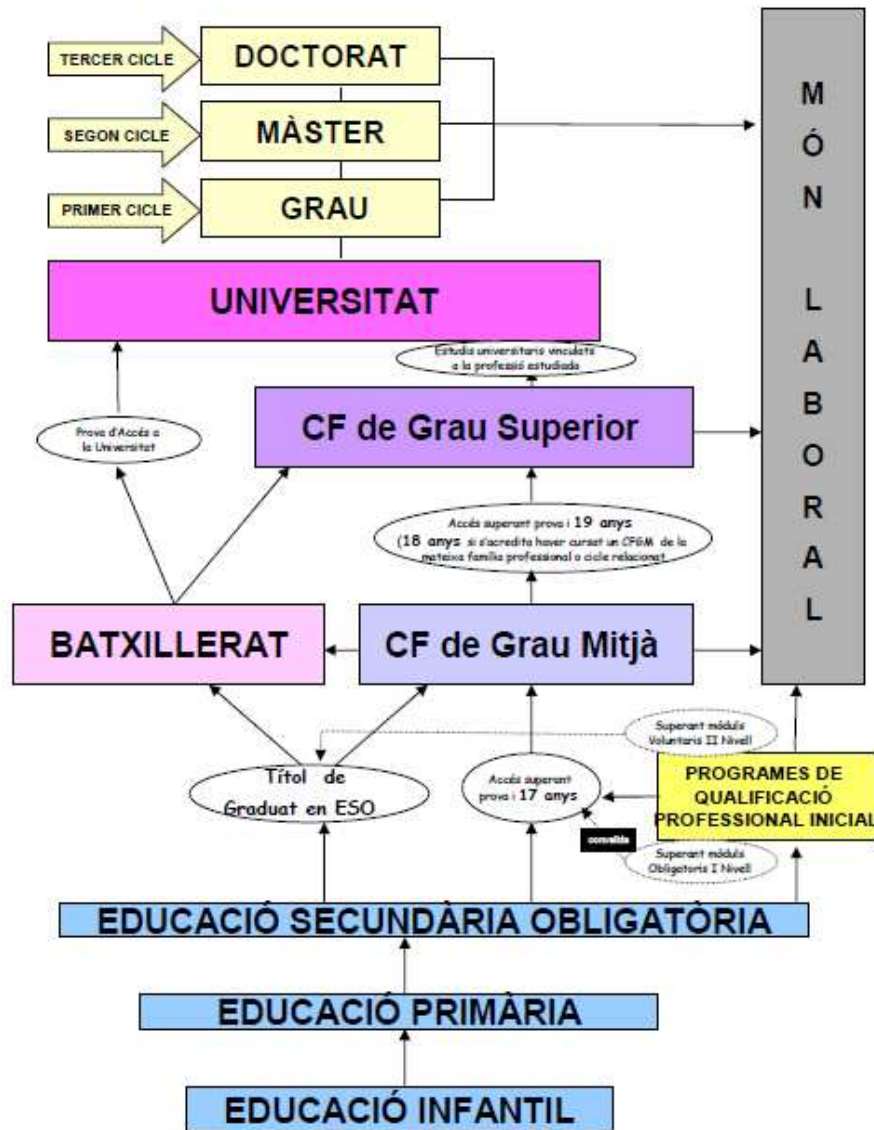 TERCER CICLE
DOCTORAT
SEGON CICLE
MÀSTER
PRIMER CICLE
GRAU
MÓN LABORAL
UNIVERSITAT
Estudis universitaris vinculats
a la professió estudiada
Prova d'Accés a
la Universitat
CF de Grau Superior
Accés superant prova i 19 anys
(18 anys si s'acredita haver cursat un CFGM de la
mateixa família professional o cicle relacionat
BATXILLERAT
CF de Grau Mitjà
Superant mòduls
Voluntaris II Nivell
Títol de
Graduat en ESO
Accés superant
prova i 17 anys
PROGRAMES DE
QUALIFICACIÓ
PROFESSIONAL INICIAL
convalida
Superant mòduls
Obligatoris I Nivell
EDUCACIÓ SECUNDÀRIA OBLIGATÒRIA
EDUCACIÓ PRIMÀRIA
EDUCACIÓ INFANTIL